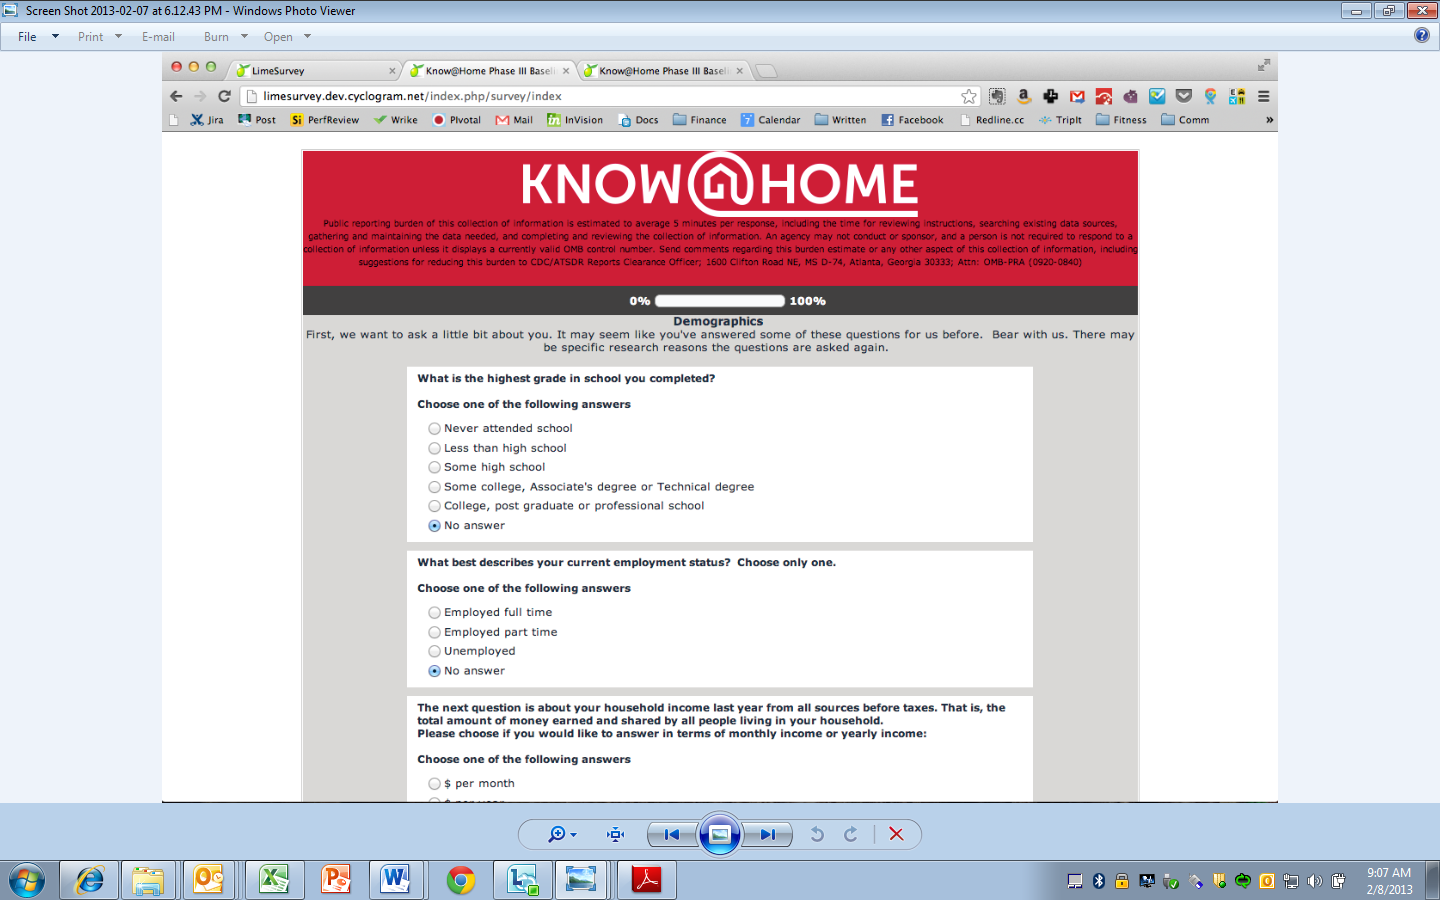 Screen Shot 2013-02-07 at 6.12.43 PM - Windows Photo Viewer
File Print E-mail Burn Open
LimeSurvey Know@Home Phase III Baseli Know@Home Phase III Baseli
limesurvey.dev.cyclogram.net/index.php/survey/index
Jira Post PerfReview Wrike PIvotal Mail InVision Docs Finance Calendar Written Facebook Redline.cc TripIt Fitness Comm »
KNOW@HOME
Public reporting burden of this collection of information is estimated to average 5 minutes per response, including the time for reviewing instructions, searching existing data sources,
gathering and maintaining the data needed, and completing and reviewing the collection of information. An agency may not conduct or sponsor, and a person is not required to respond to a
collection of information unless it displays a currently valid OMB control number. Send comments regarding this burden estimate or any other aspect of this collection of information, including
suggestions for reducing this burden to CDC/ATSDR Reports Clearance Officer; 1600 Clifton Road NE, MS D-74, Atlanta, Georgia 30333; Attn: OMB-PRA (0920-0840)
0% 100%
Demographics
First, we want to ask a little bit about you. It may seem like you've answered some of these questions for us before. Bear with us. There may
be specific research reasons the questions are asked again.
What is the highest grade in school you completed?
Choose one of the following answers
Never attended school
Less than high school
Some high school
Some college, Associate's degree or Technical degree
College, post graduate or professional school
No answer
What best describes your current employment status? Choose only one.
Choose one of the following answers
Employed full time
Employed part time
Unemployed
No answer
The next question is about your household income last year from all sources before taxes. That is, the
total amount of money earned and shared by all people living in your household.
Please choose if you would like to answer in terms of monthly income or yearly income:
Choose one of the following answers
$ per month
9:07 AM
2/8/2013